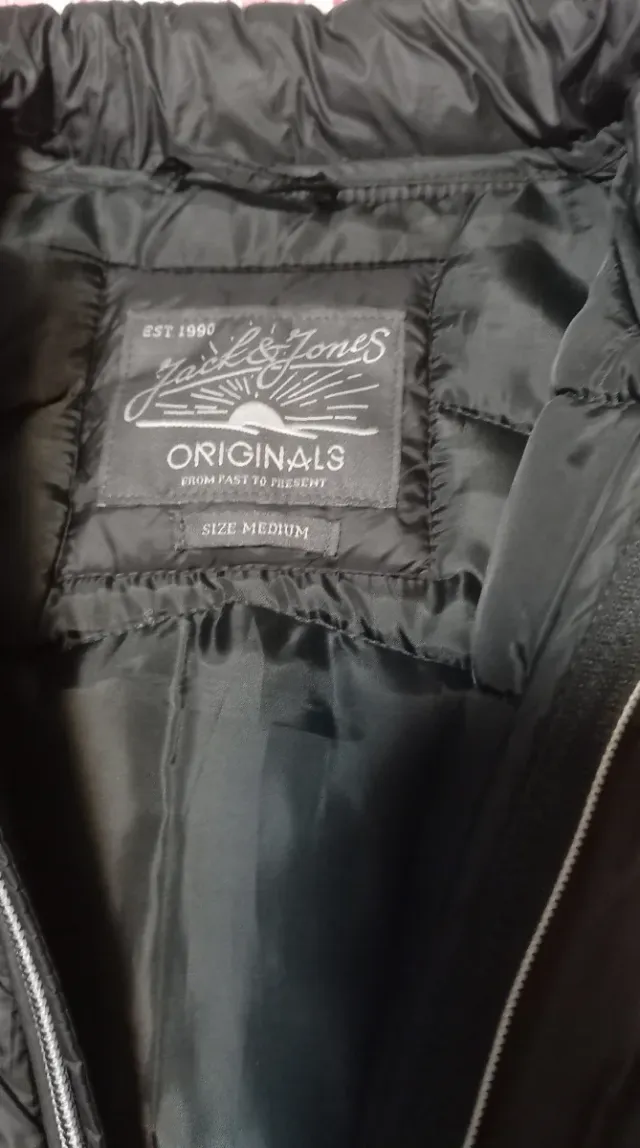 EST. 1990
Jack & Jones
ORIGINALS
FROM PAST TO PRESENT
SIZE MEDIUM